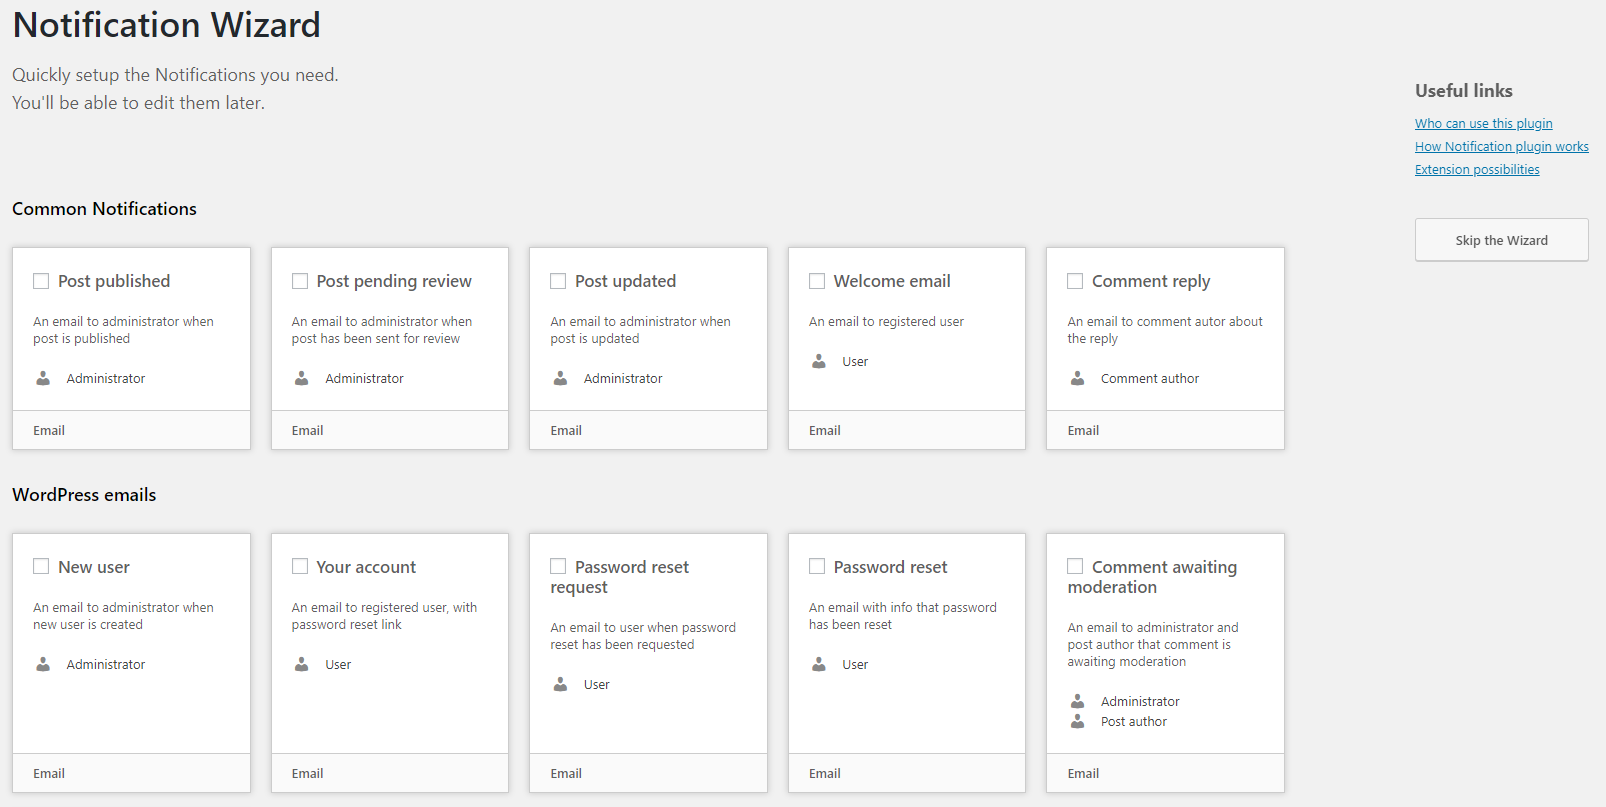 Notification Wizard
Quickly setup the Notifications you need.
You'll be able to edit them later.
Useful links
Who can use this plugin
How Notification plugin works
Extension possibilities
Skip the Wizard
Common Notifications
Post published
An email to administrator when
post is published
Administrator
Email
Post pending review
An email to administrator when
post has been sent for review
Administrator
Email
Post updated
An email to administrator when
post is updated
Administrator
Email
Welcome email
An email to registered user
User
Email
Comment reply
An email to comment autor about
the reply
Comment author
Email
WordPress emails
New user
An email to administrator when
new user is created
Administrator
Email
Your account
An email to registered user, with
password reset link
User
Email
Password reset
request
An email to user when password
reset has been requested
User
Email
Password reset
An email with info that password
has been reset
User
Email
Comment awaiting
moderation
An email to administrator and
post author that comment is
awaiting moderation
Administrator
Post author
Email